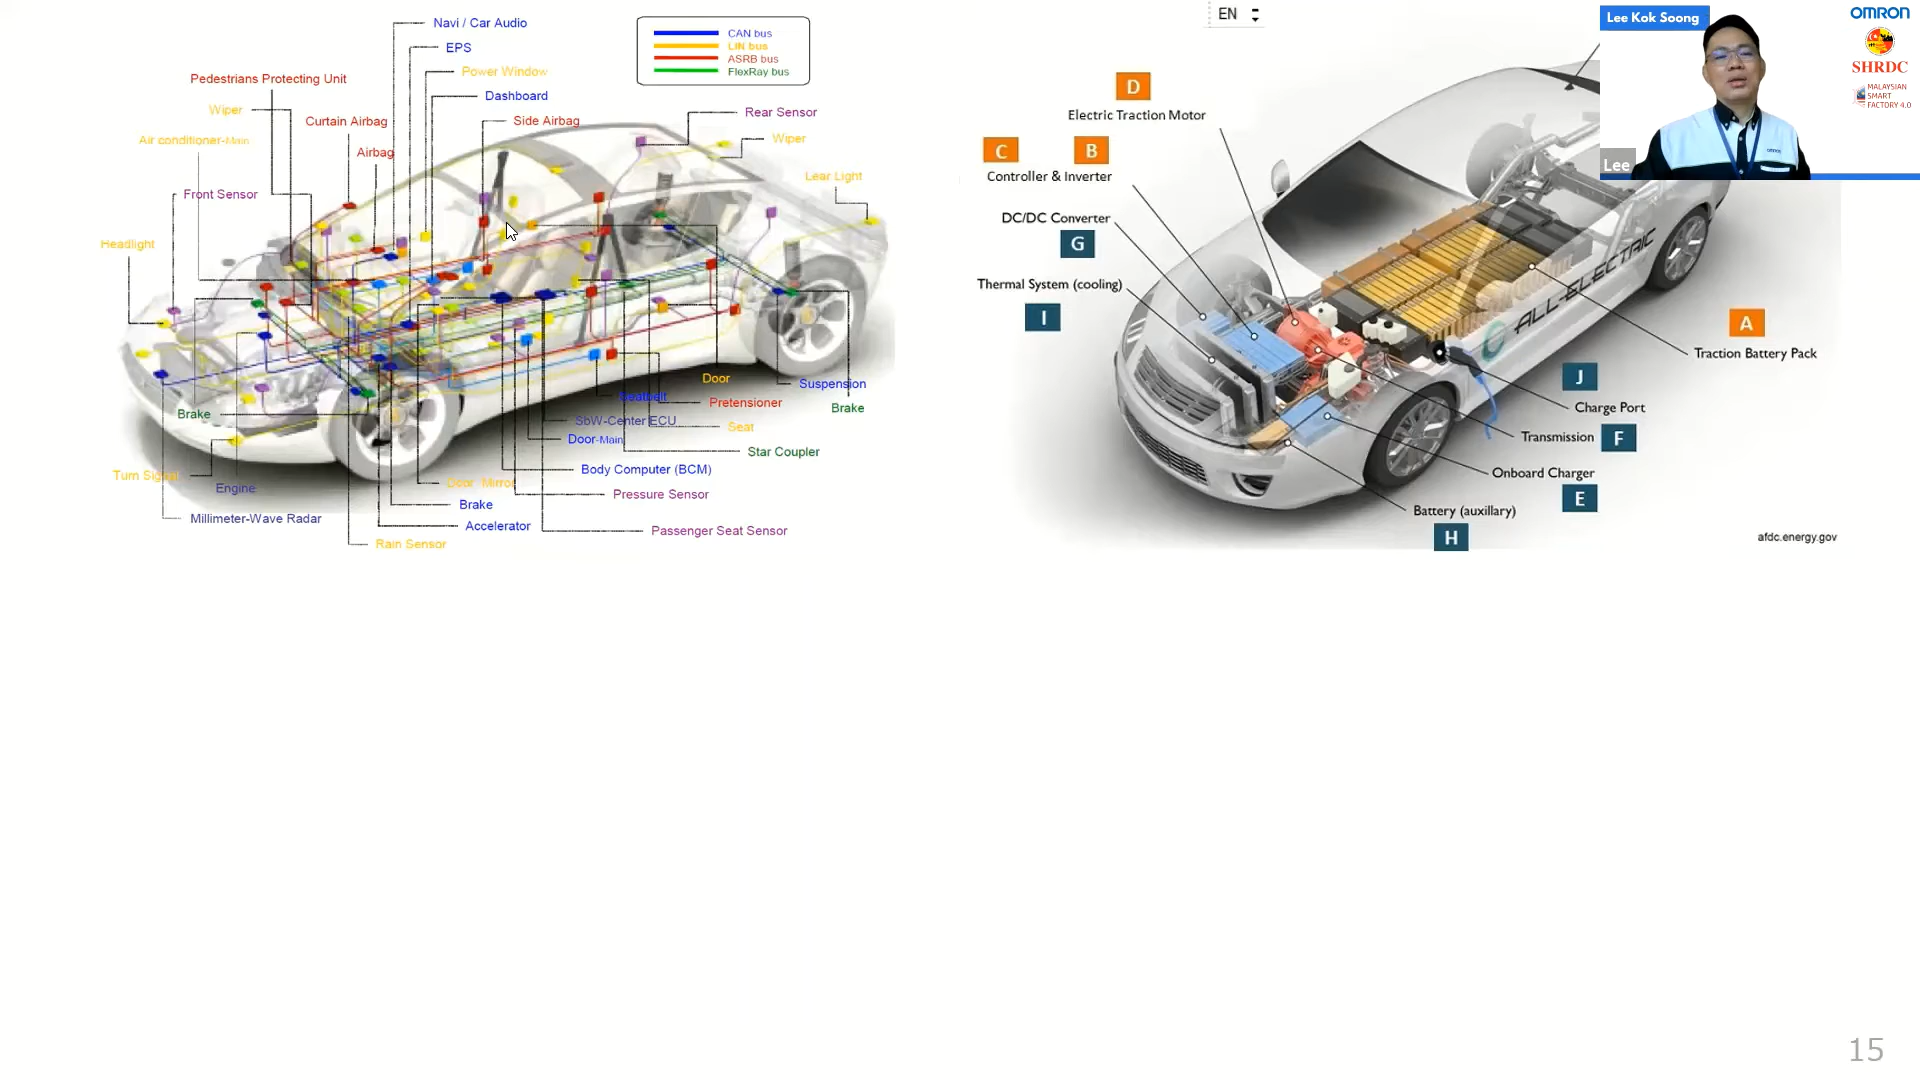 Navi / Car Audio
EPS
Power Window
Dashboard
Side Airbag
Pedestrians Protecting Unit
Wiper
Curtain Airbag
Air conditioner-Main
Airbag
Front Sensor
Headlight
CAN bus
LIN bus
ASRB bus
FlexRay bus
Rear Sensor
Wiper
Lear Light
Brake
Turn Signal
Engine
Millimeter-Wave Radar
Rain Sensor
Accelerator
Brake
Door Mirror
Passenger Seat Sensor
Pressure Sensor
Body Computer (BCM)
Door-Main
SbW-Center ECU
Seatbelt
Star Coupler
Seat
Pretensioner
Door
Suspension
Brake
EN
D
Electric Traction Motor
C B
Controller & Inverter
DC/DC Converter
G
Thermal System (cooling)
I
ALL-ELECTRIC
A
Traction Battery Pack
J
Charge Port
Transmission F
Onboard Charger
E
Battery (auxillary)
H
afdc.energy.gov
Lee Kok Soong
Lee
OMRON
SHRDC
MALAYSIAN
SMART
FACTORY 4.0
15